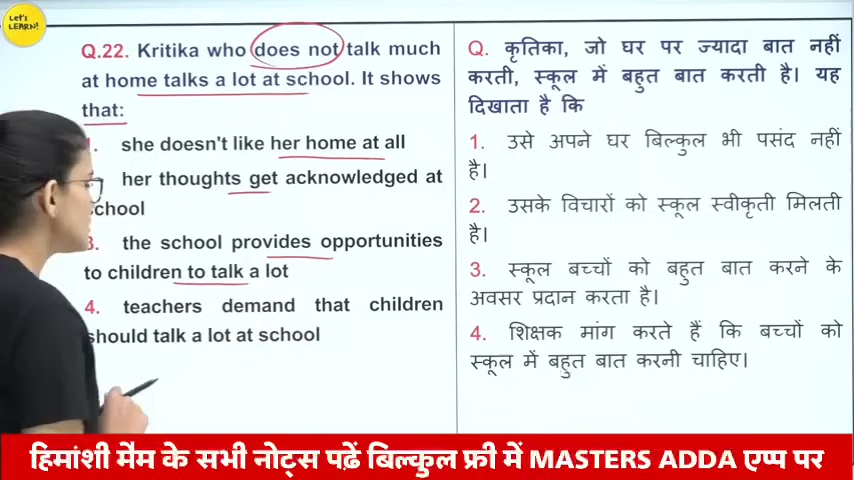 Let's
LEARN!
Q.22. Kritika who does not talk much
at home talks a lot at school. It shows
that:
1. she doesn't like her home at all
her thoughts get acknowledged at
school
3. the school provides opportunities
to children to talk a lot
4. teachers demand that children
should talk a lot at school
Q. कृतिका, जो घर पर ज्यादा बात नहीं
करती, स्कूल में बहुत बात करती है। यह
दिखाता है कि
1. उसे अपने घर बिल्कुल भी पसंद नहीं
है।
2. उसके विचारों को स्कूल स्वीकृती मिलती
है।
3. स्कूल बच्चों को बहुत बात करने के
अवसर प्रदान करता है।
4. शिक्षक मांग करते हैं कि बच्चों को
स्कूल में बहुत बात करनी चाहिए।
हिमांशी मैम के सभी नोट्स पढ़ें बिल्कुल फ्री में MASTERS ADDA एप्प पर